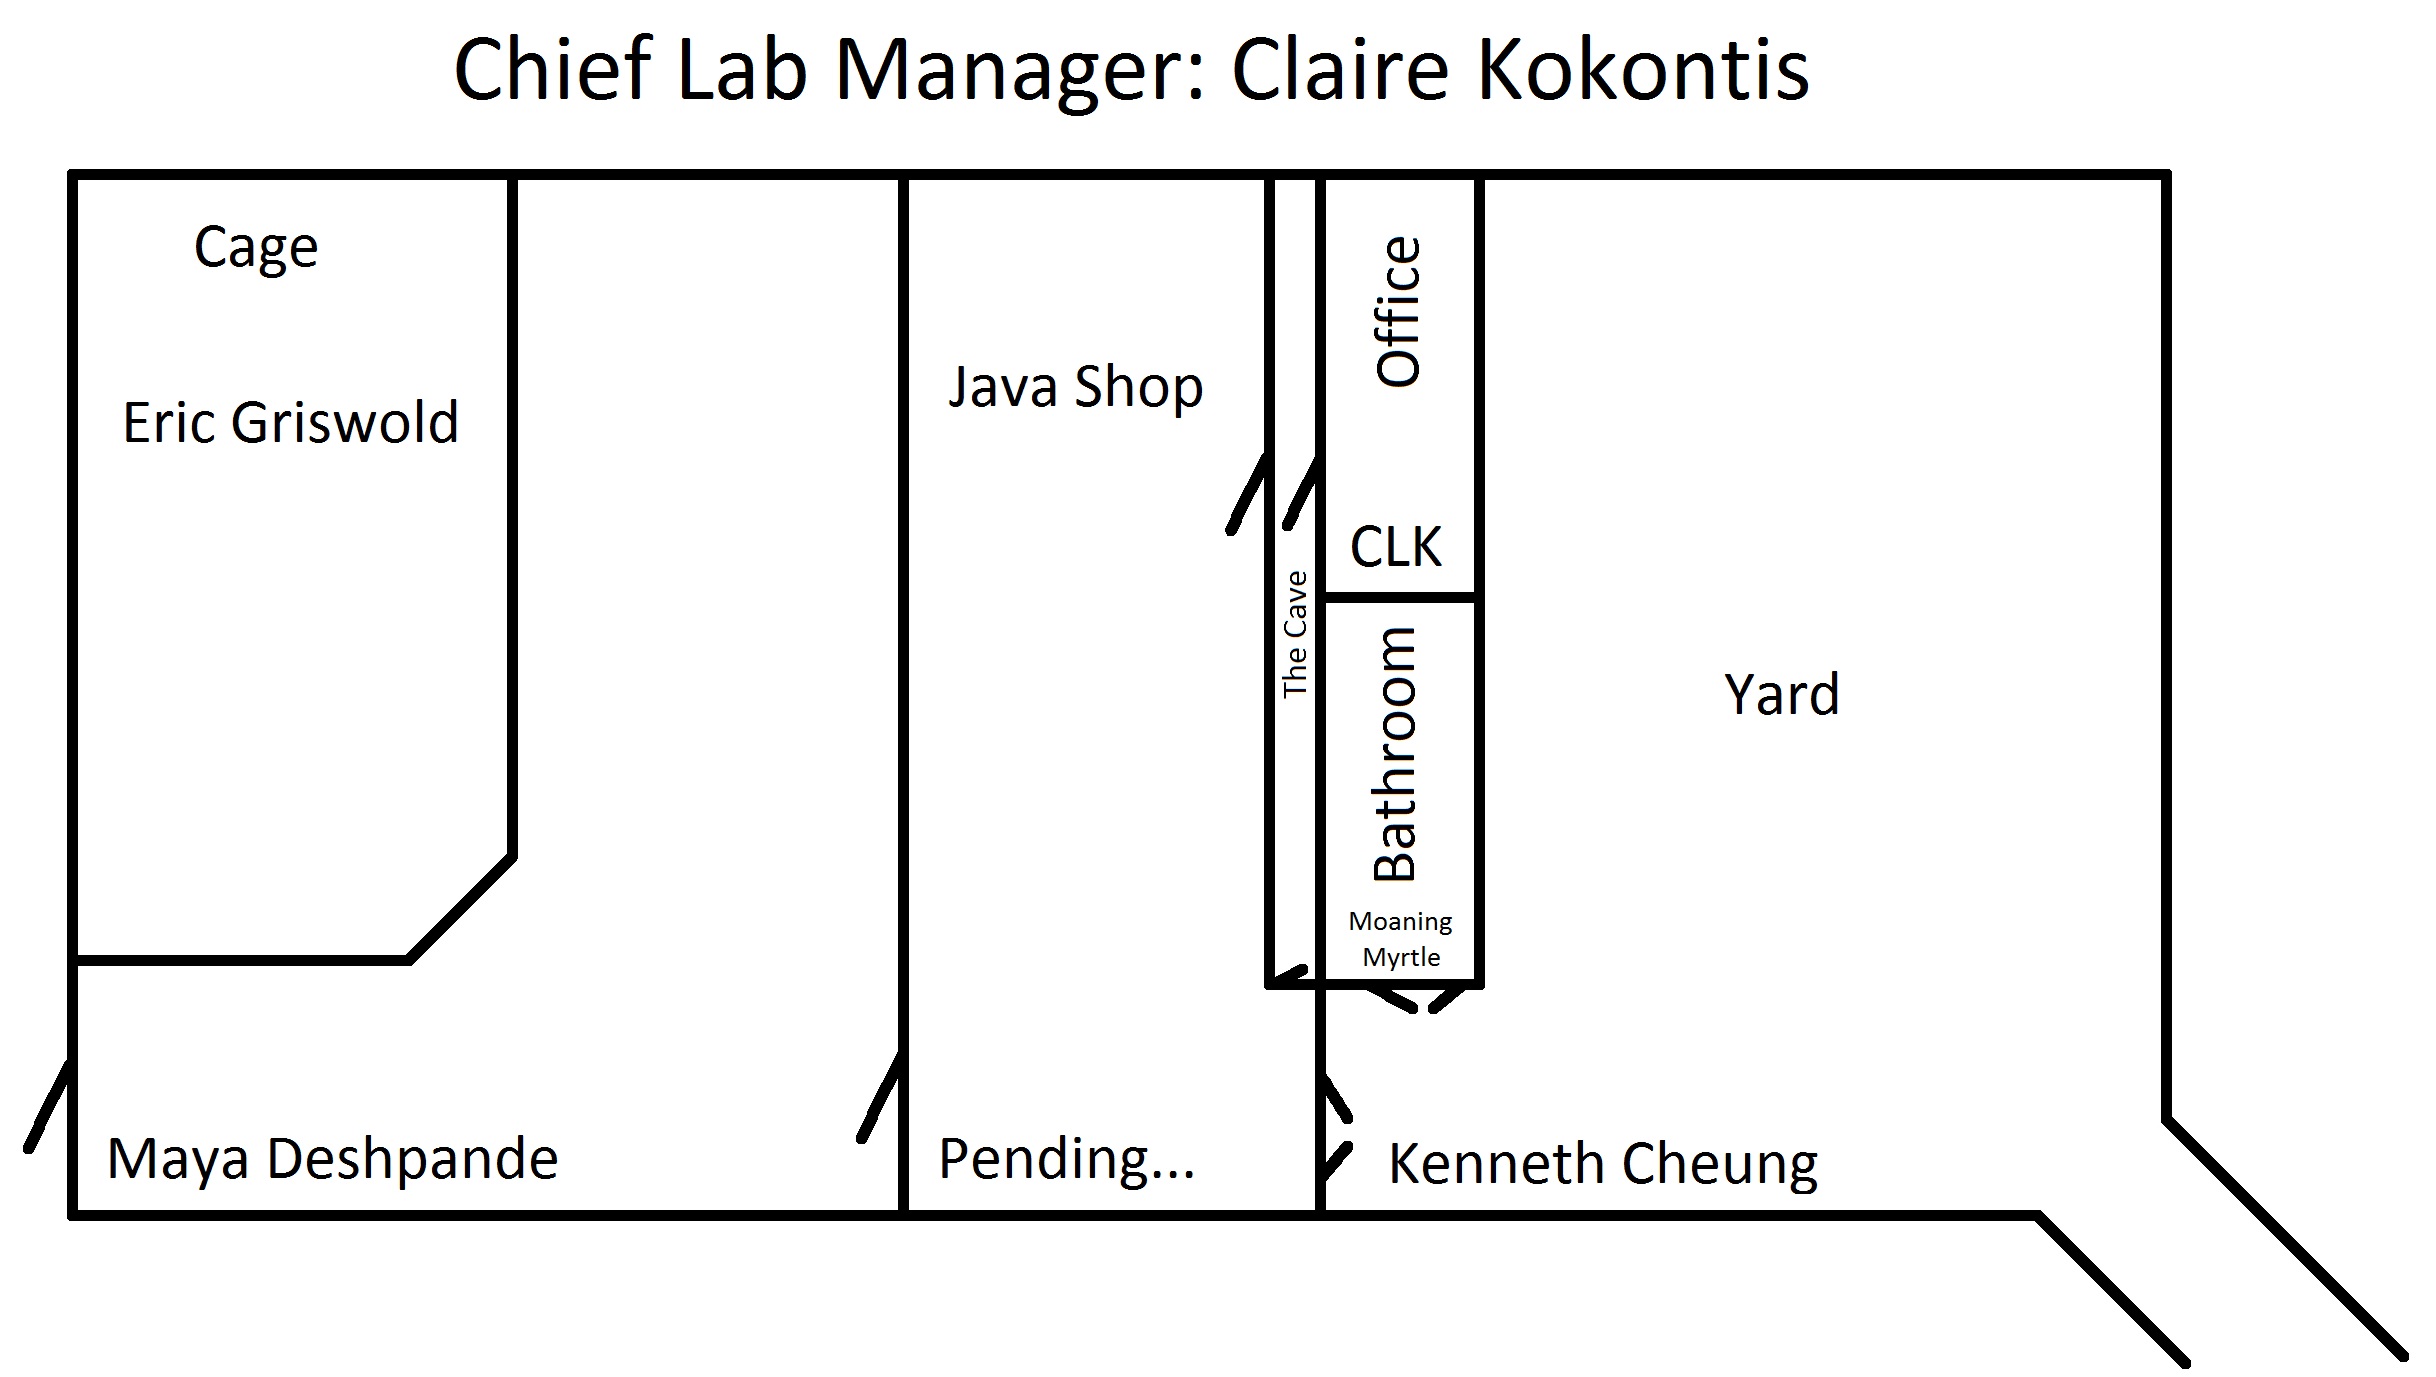 Chief Lab Manager: Claire Kokontis
Cage
Eric Griswold
Maya Deshpande
Java Shop
Pending...
The Cave
Office
CLK
Bathroom
Moaning
Myrtle
Yard
Kenneth Cheung